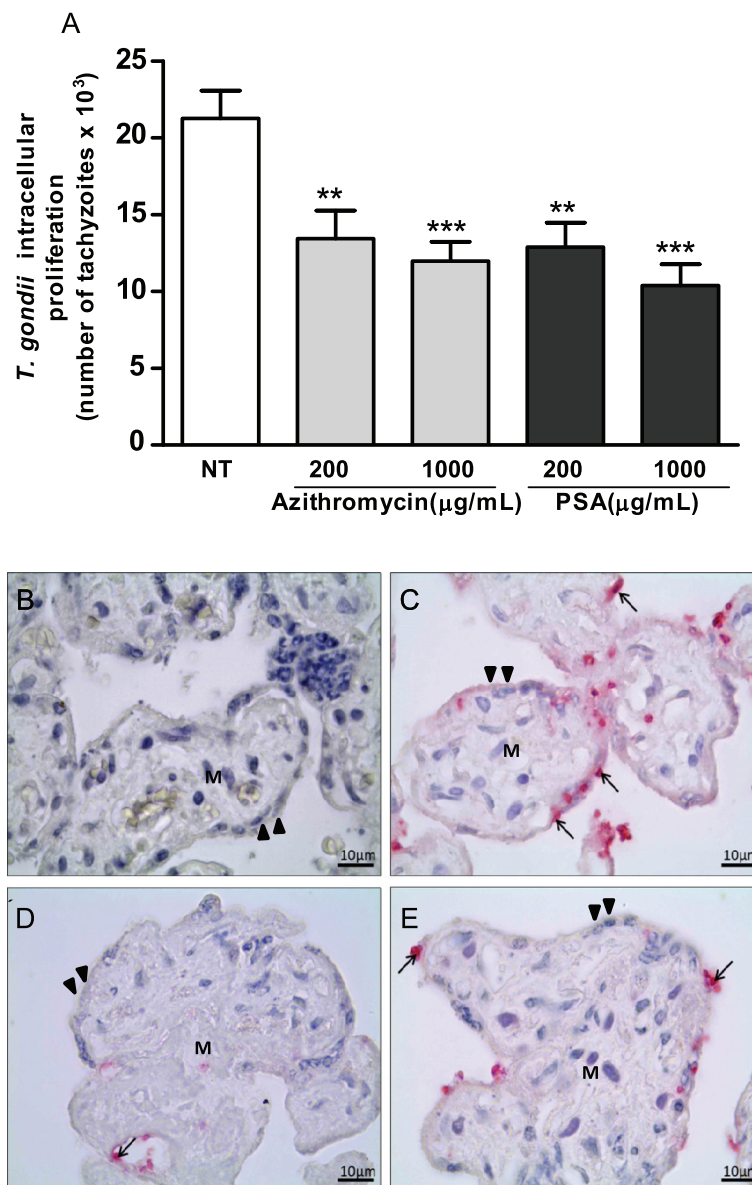 A
T. gondii intracellular
proliferation
(number of tachyzoites x 10³)
25
20
15
10
5
0
**
***
**
***
NT
200
1000
200
1000
Azithromycin(µg/mL)
PSA(µg/mL)
B
M
10µm
C
M
10µm
D
M
10µm
E
M
10µm